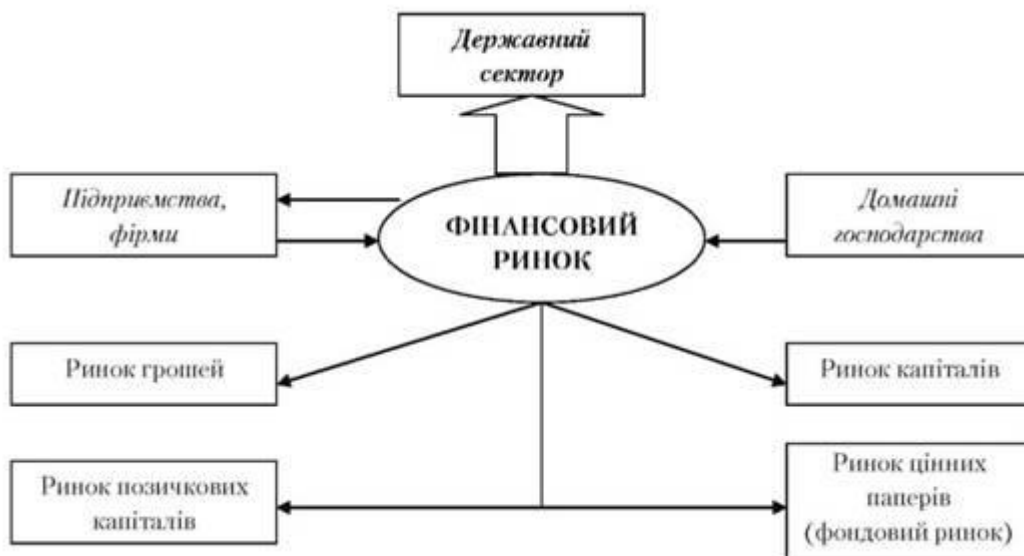 Державний
сектор
Підприємства,
фірми
ФІНАНСОВИЙ
РИНОК
Домашні
господарства
Ринок грошей
Ринок капіталів
Ринок позичкових
капіталів
Ринок цінних
паперів
(фондовий ринок)